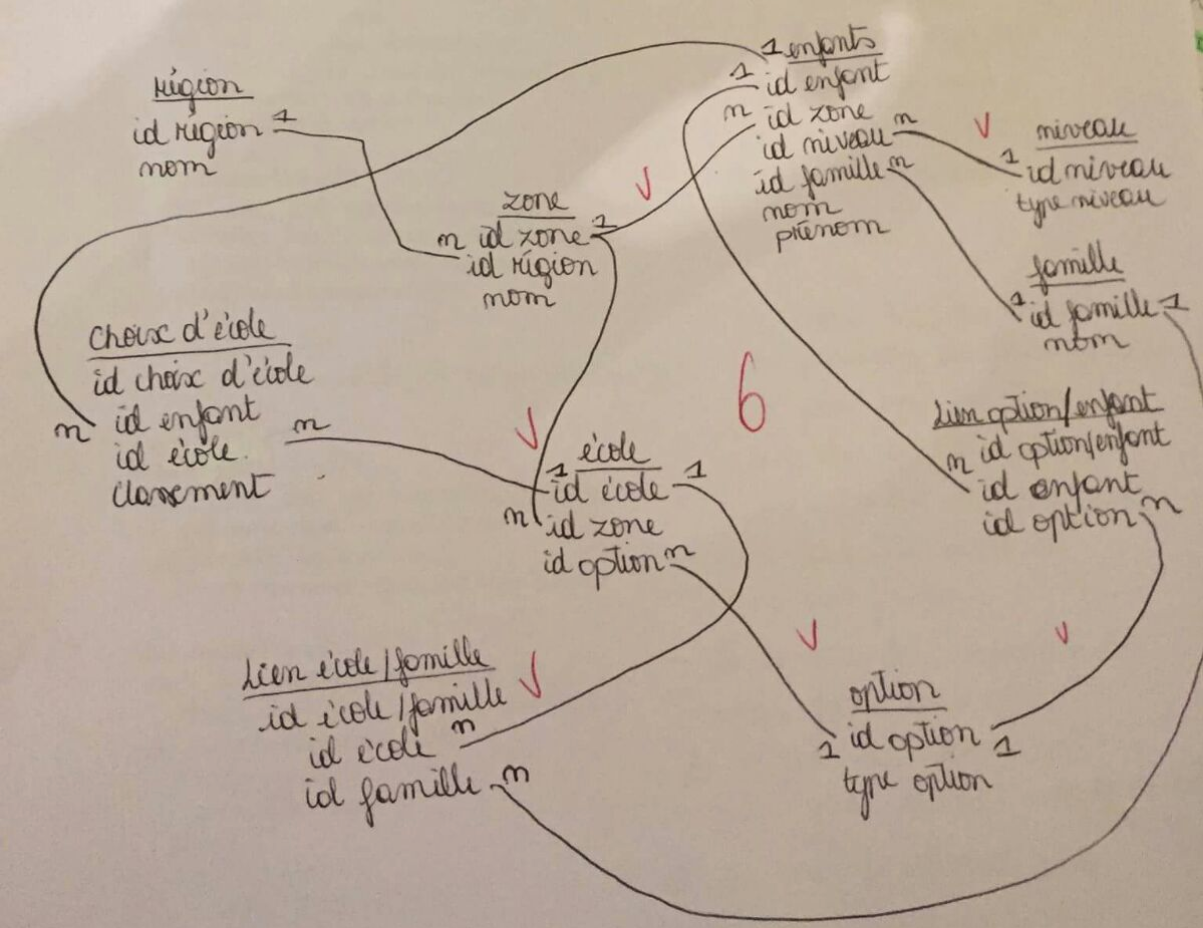 région
id région 1
nom
1 enfants
1 id enfant
n id zone
id niveau n
id famille n
nom
prénom
niveau
1 id niveau
type niveau
zone
n id zone 1
id région
nom
famille
1 id famille 1
nom
choix d'école
id choix d'école
n id enfant
id école n
classement
6
école
1 id école 1
n id zone
id option n
Lien option/enfant
n id option/enfant
id enfant
id option n
Lien école/famille
id école/famille
id école n
id famille n
option
1 id option 1
type option